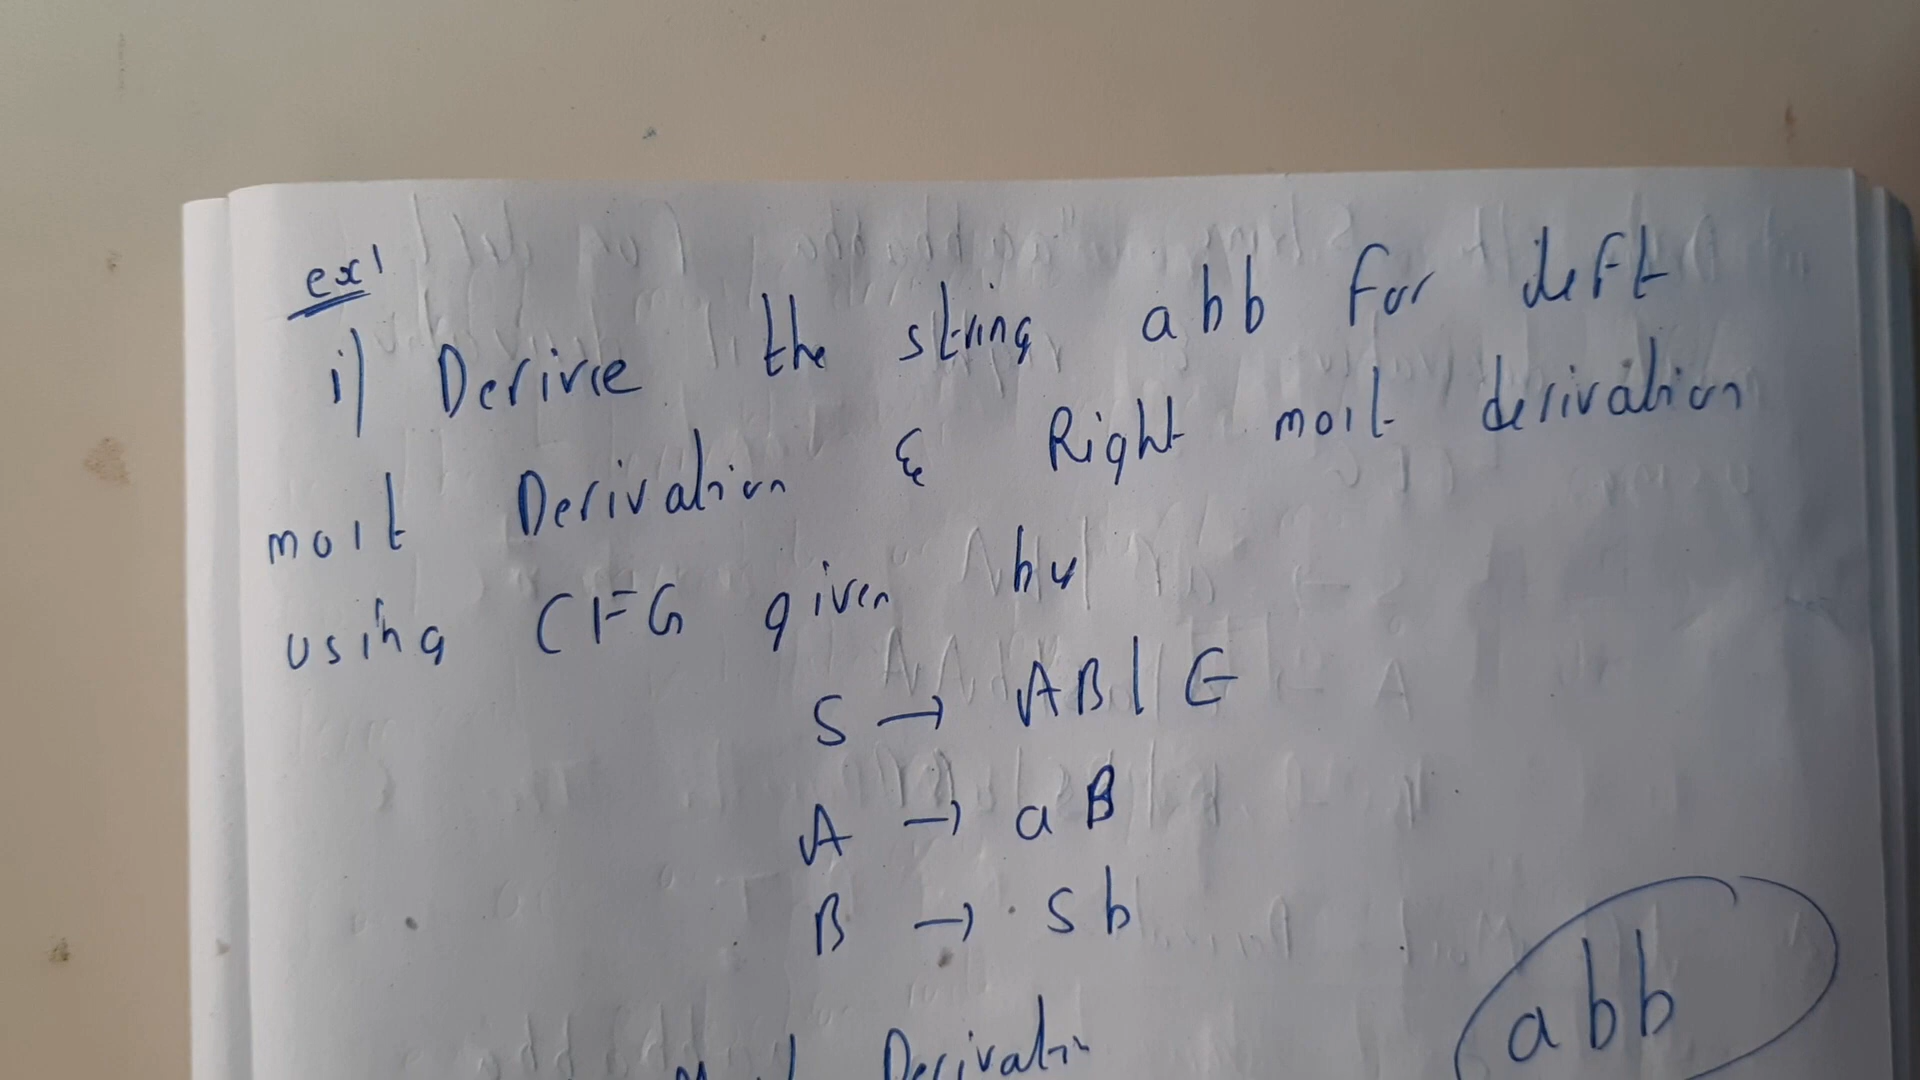 ex1
i) Derive the string abb for left
most Derivation & Right most derivation
using CFG given by
S → AB | ∈
A → aB
B → Sb
abb
Derivation